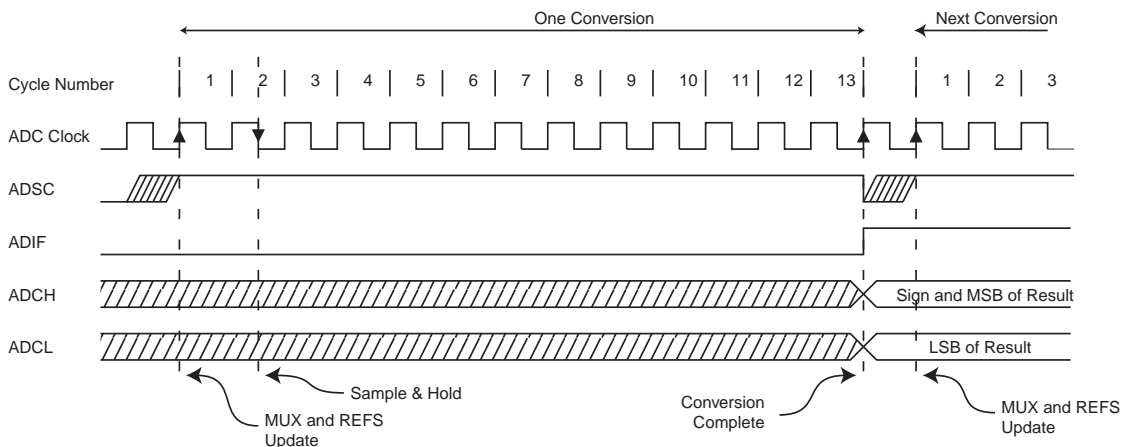 One Conversion
Next Conversion
Cycle Number
1 2 3 4 5 6 7 8 9 10 11 12 13 1 2 3
ADC Clock
ADSC
ADIF
ADCH
Sign and MSB of Result
ADCL
LSB of Result
MUX and REFS
Update
Sample & Hold
Conversion
Complete
MUX and REFS
Update